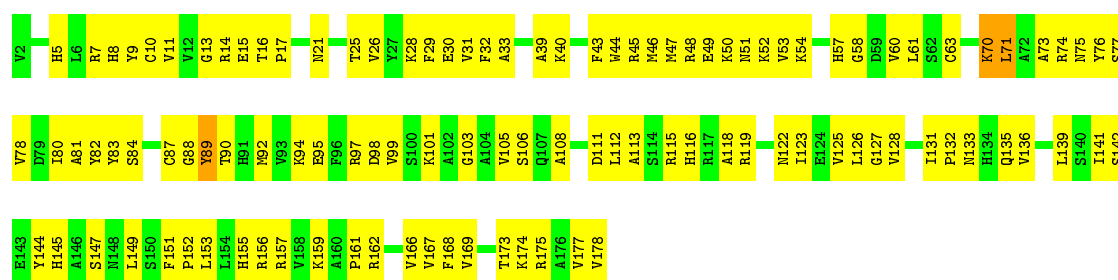 V2 H5 L6 R7 H8 Y9 C10 V11 V12 G13 R14 E15 T16 P17 N21 T25 V26 Y27 K28 F29 E30 V31 F32 A33 A39 K40 F43 W44 R45 M46 M47 R48 E49 K50 N51 K52 V53 K54 H57 G58 D59 V60 L61 S62 C63 K70 L71 A72 A73 R74 N75 Y76 S77
V78 D79 I80 A81 Y82 Y83 S84 C87 G88 Y89 T90 H91 M92 V93 K94 E95 F96 R97 D98 V99 S100 K101 A102 G103 A104 V105 S106 Q107 A108 D111 L112 A113 S114 R115 H116 R117 A118 R119 N122 I123 E124 V125 L126 G127 V128 I131 P132 N133 H134 Q135 V136 L139 S140 I141 S142
E143 Y144 H145 A146 S147 N148 L149 S150 F151 P152 L153 L154 H155 R156 R157 V158 K159 A160 P161 R162 V166 V167 F168 V169 T173 K174 R175 A176 V177 V178